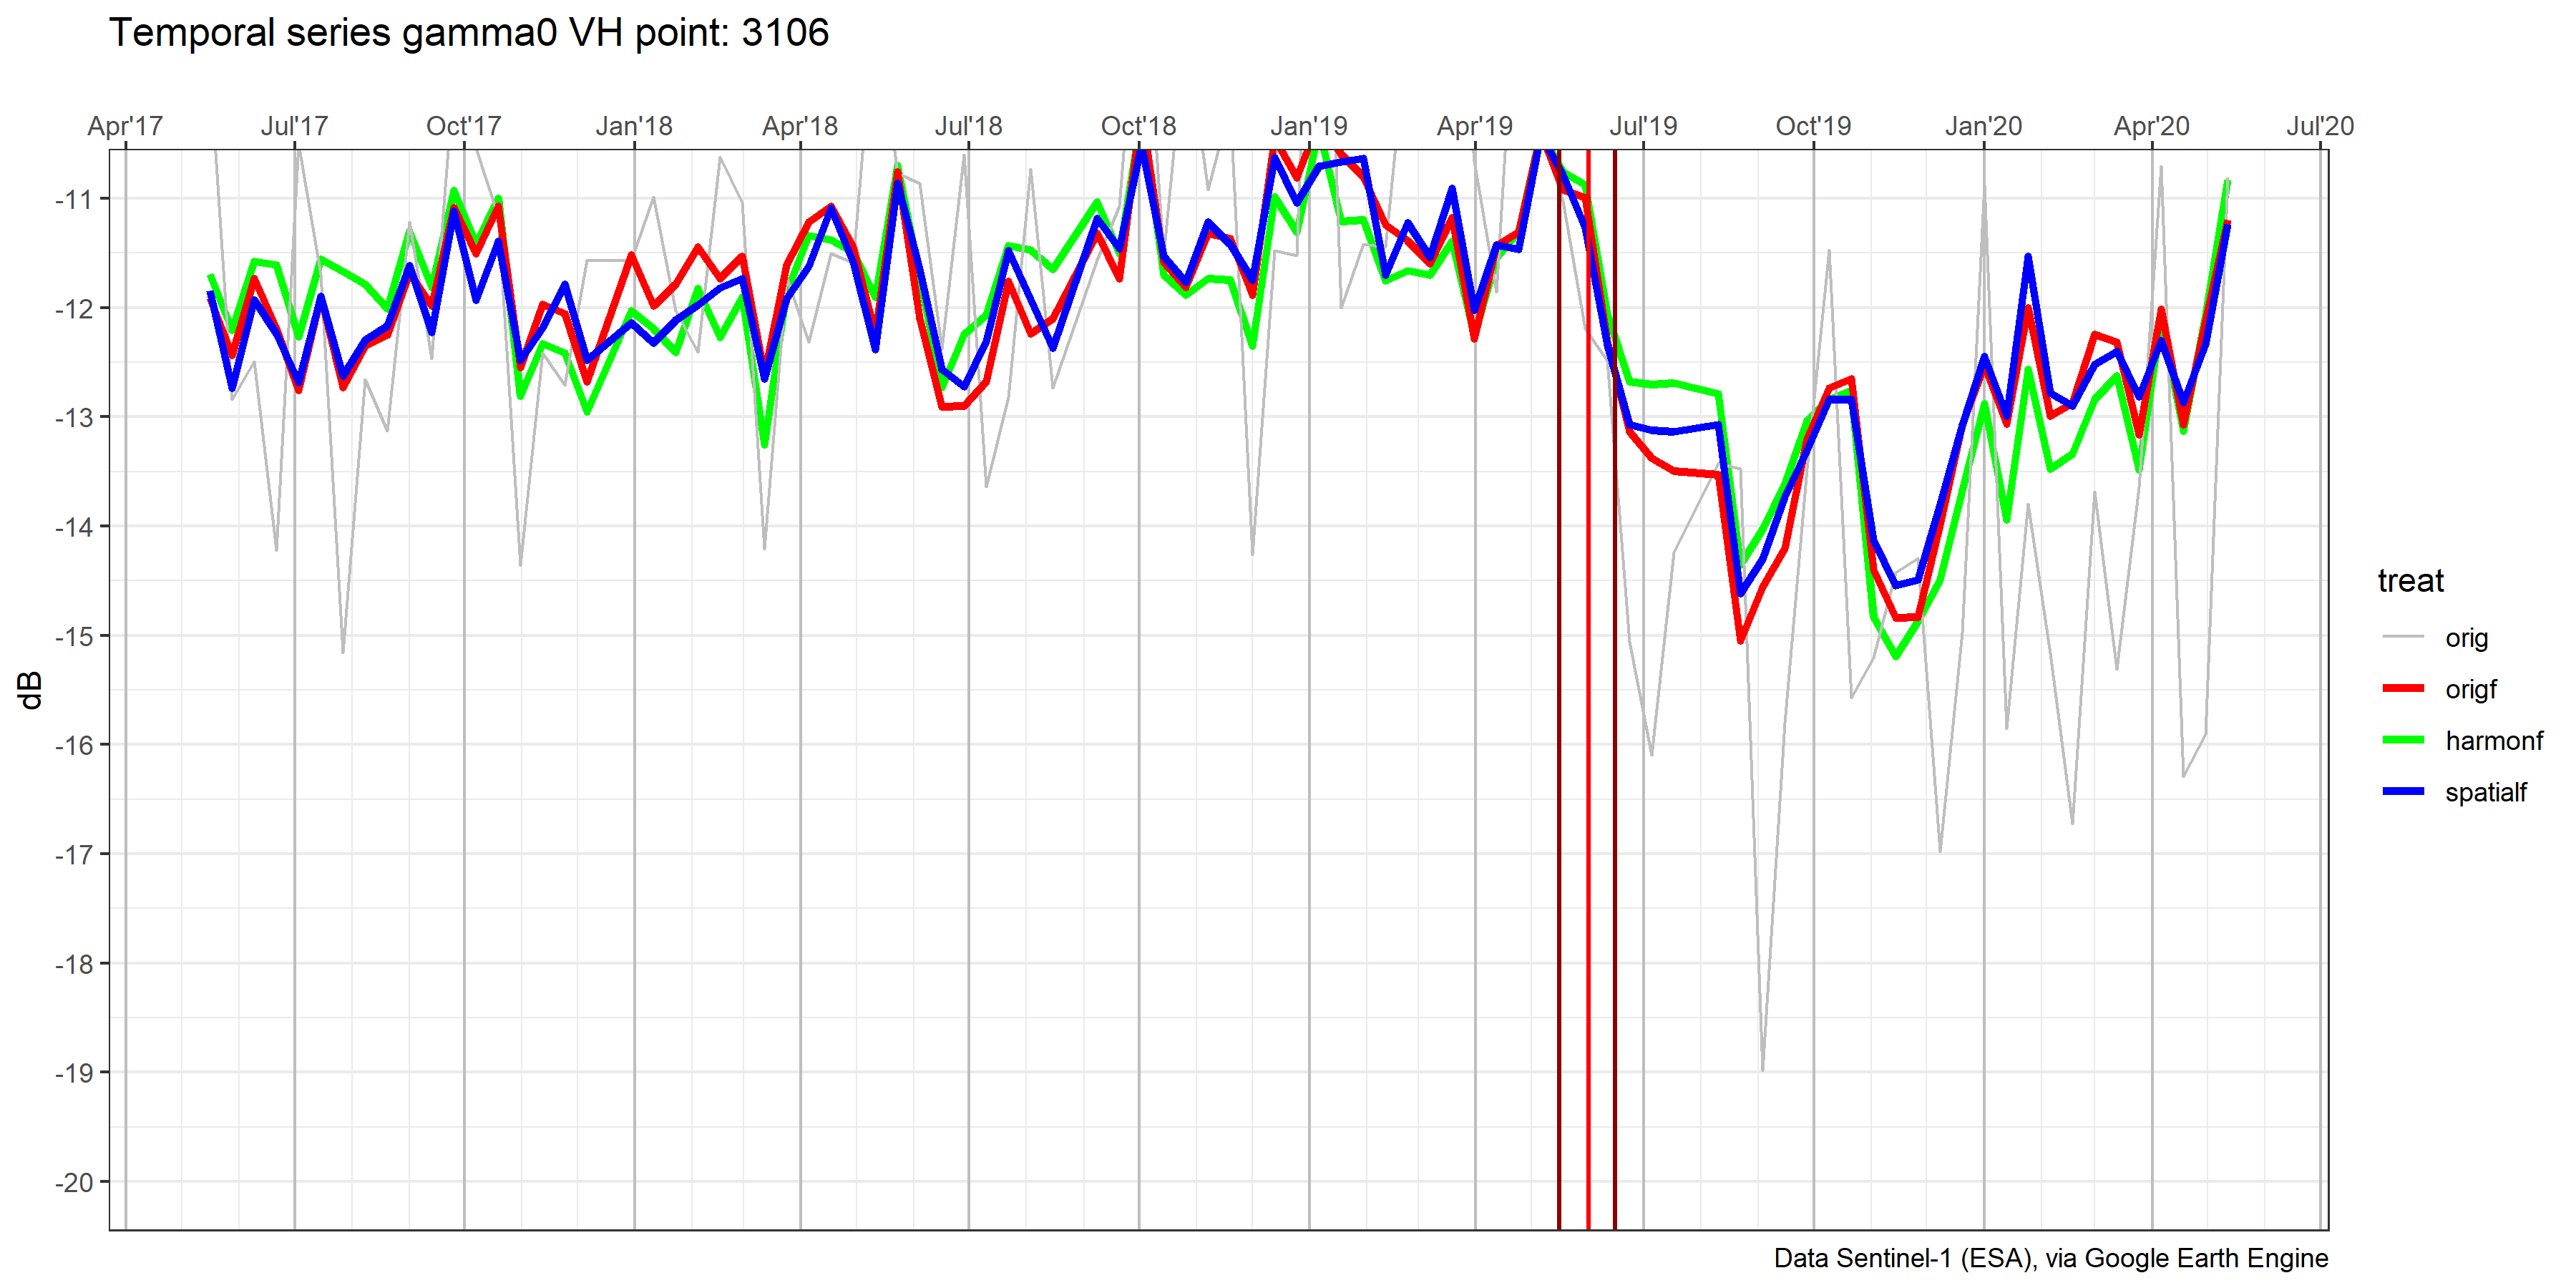 Temporal series gamma0 VH point: 3106
Apr'17 Jul'17 Oct'17 Jan'18 Apr'18 Jul'18 Oct'18 Jan'19 Apr'19 Jul'19 Oct'19 Jan'20 Apr'20 Jul'20
-11
-12
-13
-14
-15
-16
-17
-18
-19
-20
dB
treat
orig
origf
harmonf
spatialf
Data Sentinel-1 (ESA), via Google Earth Engine